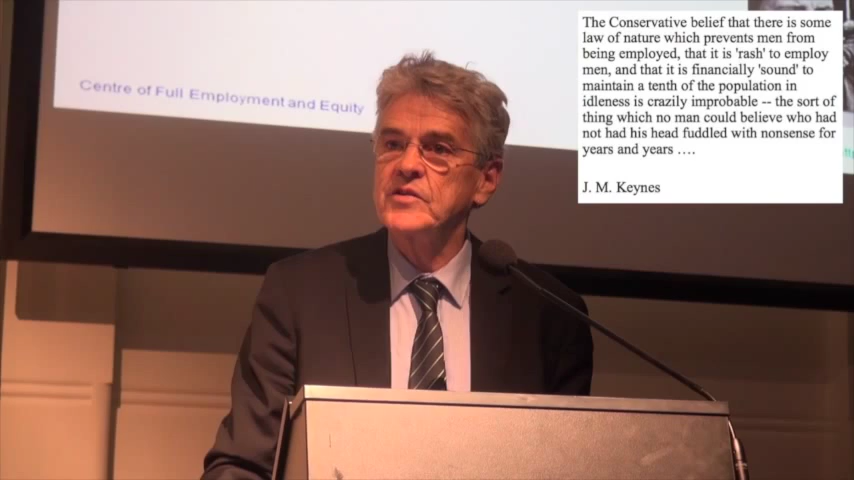 The Conservative belief that there is some
law of nature which prevents men from
being employed, that it is 'rash' to employ
men, and that it is financially 'sound' to
maintain a tenth of the population in
idleness is crazily improbable -- the sort of
thing which no man could believe who had
not had his head fuddled with nonsense for
years and years ….
J. M. Keynes
Centre of Full Employment and Equity